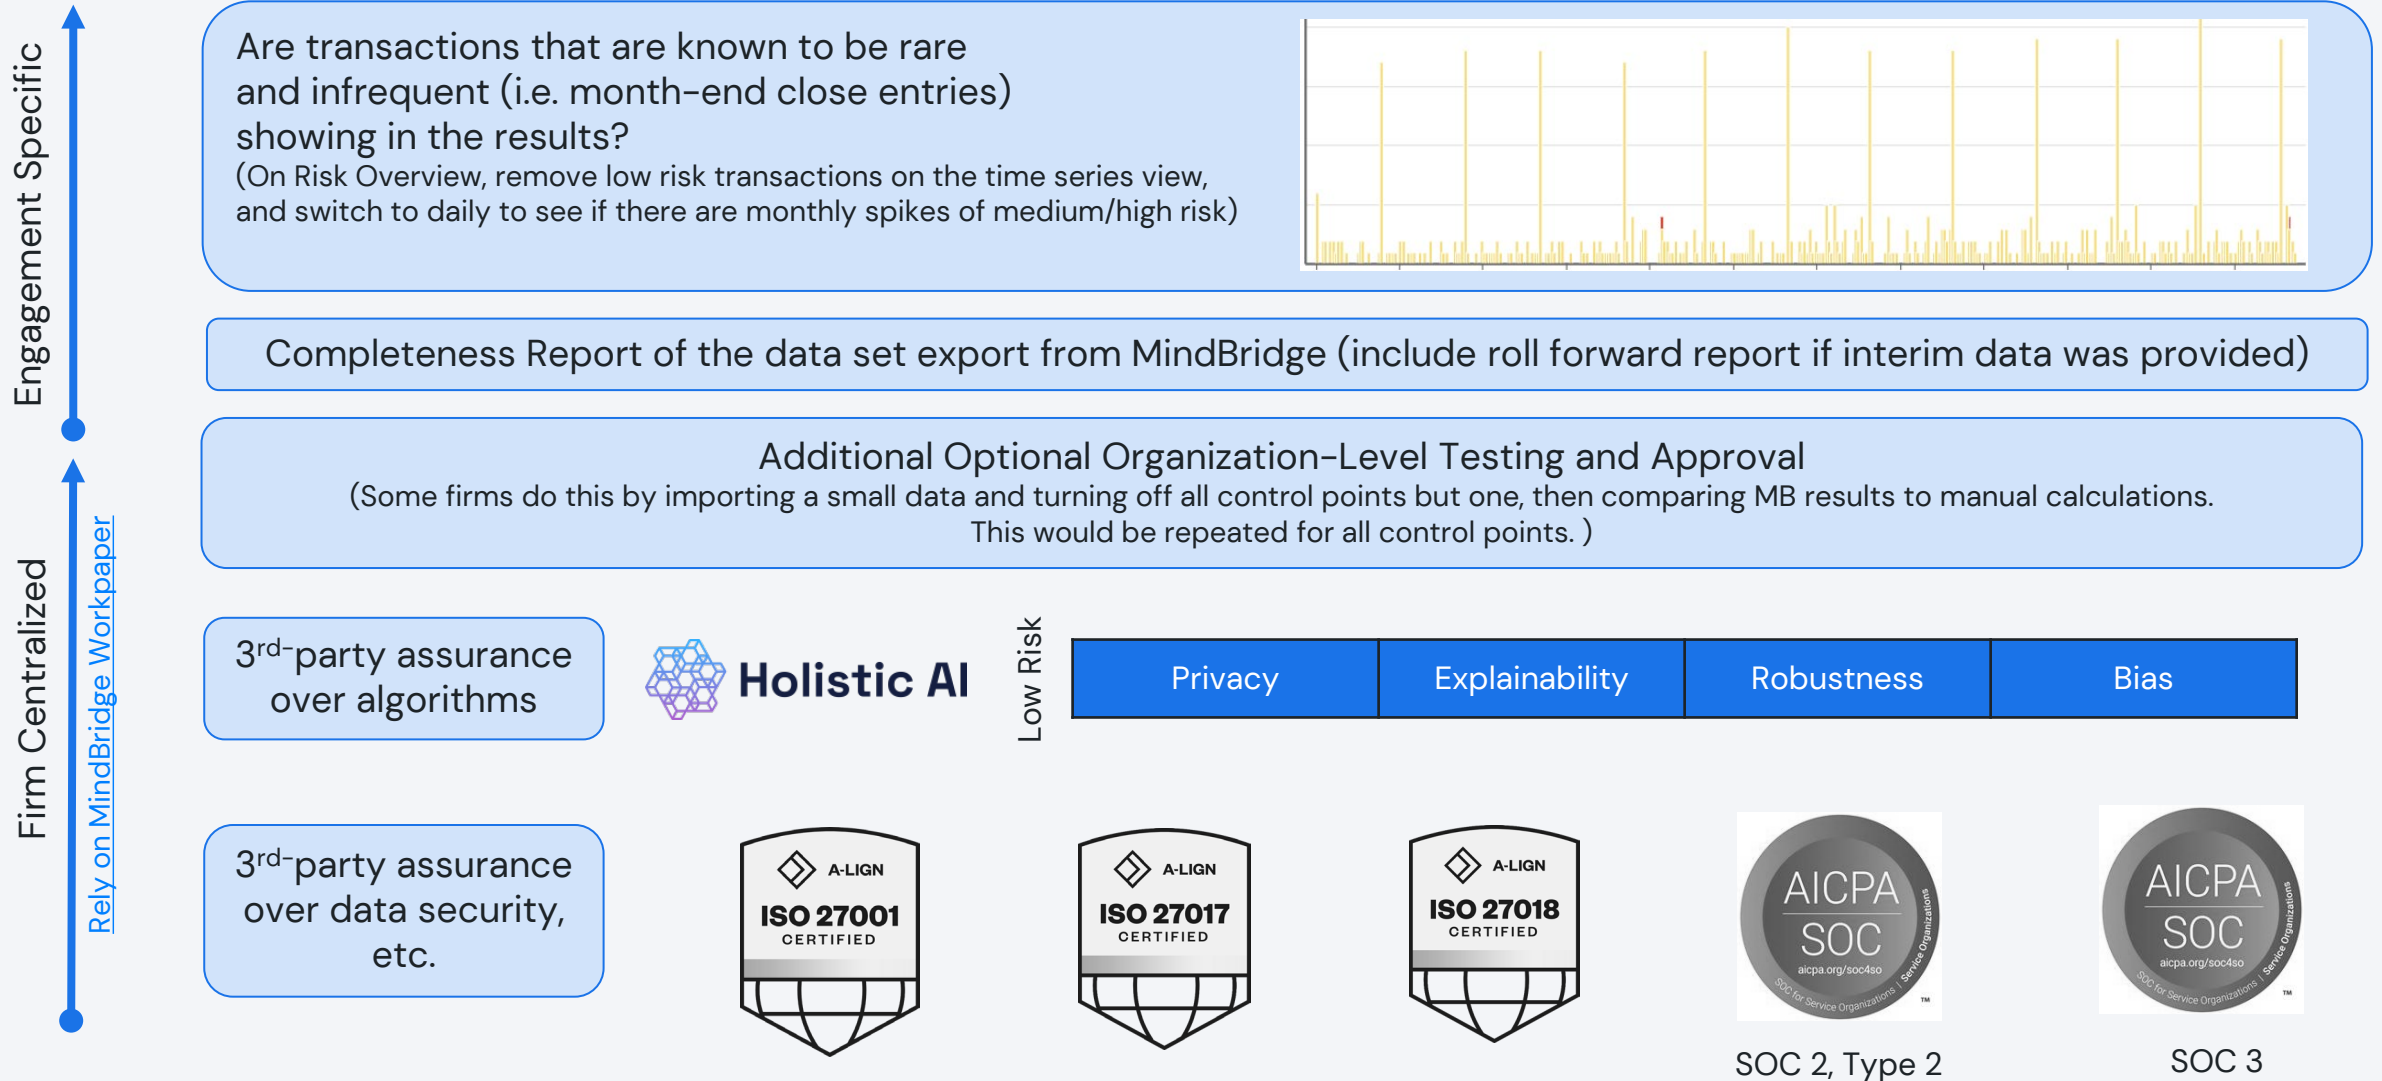 Engagement Specific
Are transactions that are known to be rare
and infrequent (i.e. month-end close entries)
showing in the results?
(On Risk Overview, remove low risk transactions on the time series view,
and switch to daily to see if there are monthly spikes of medium/high risk)
Completeness Report of the data set export from MindBridge (include roll forward report if interim data was provided)
Firm Centralized
Rely on MindBridge Workpaper
Additional Optional Organization-Level Testing and Approval
(Some firms do this by importing a small data and turning off all control points but one, then comparing MB results to manual calculations.
This would be repeated for all control points. )
3rd-party assurance
over algorithms
Holistic AI
Low Risk
Privacy
Explainability
Robustness
Bias
3rd-party assurance
over data security,
etc.
A-LIGN
ISO 27001
CERTIFIED
A-LIGN
ISO 27017
CERTIFIED
A-LIGN
ISO 27018
CERTIFIED
AICPA
SOC
aicpa.org/soc4so
SOC for Service Organizations | Service Organizations
TM
SOC 2, Type 2
AICPA
SOC
aicpa.org/soc4so
SOC for Service Organizations | Service Organizations
TM
SOC 3